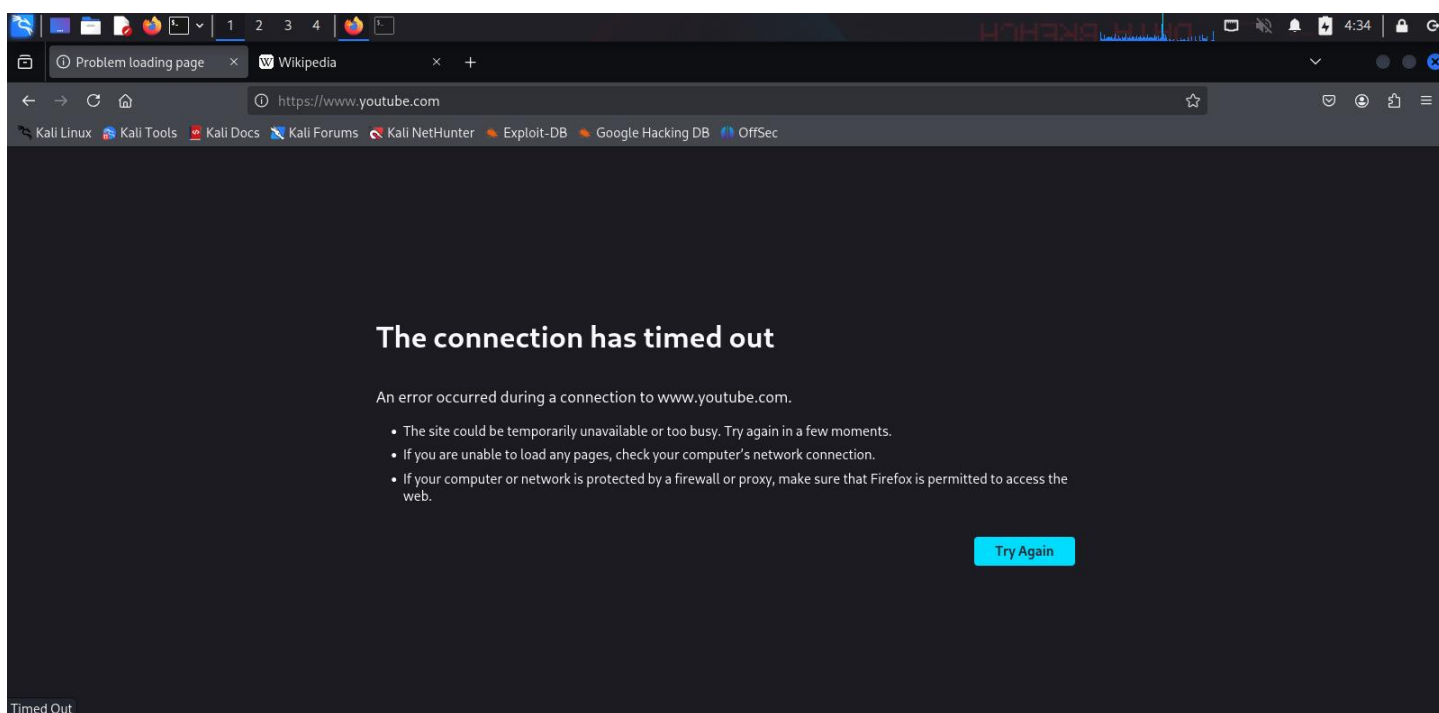 1 2 3 4
4:34
Problem loading page
W Wikipedia
https://www.youtube.com
Kali Linux Kali Tools Kali Docs Kali Forums Kali NetHunter Exploit-DB Google Hacking DB OffSec
The connection has timed out
An error occurred during a connection to www.youtube.com.
• The site could be temporarily unavailable or too busy. Try again in a few moments.
• If you are unable to load any pages, check your computer’s network connection.
• If your computer or network is protected by a firewall or proxy, make sure that Firefox is permitted to access the
web.
Try Again
Timed Out